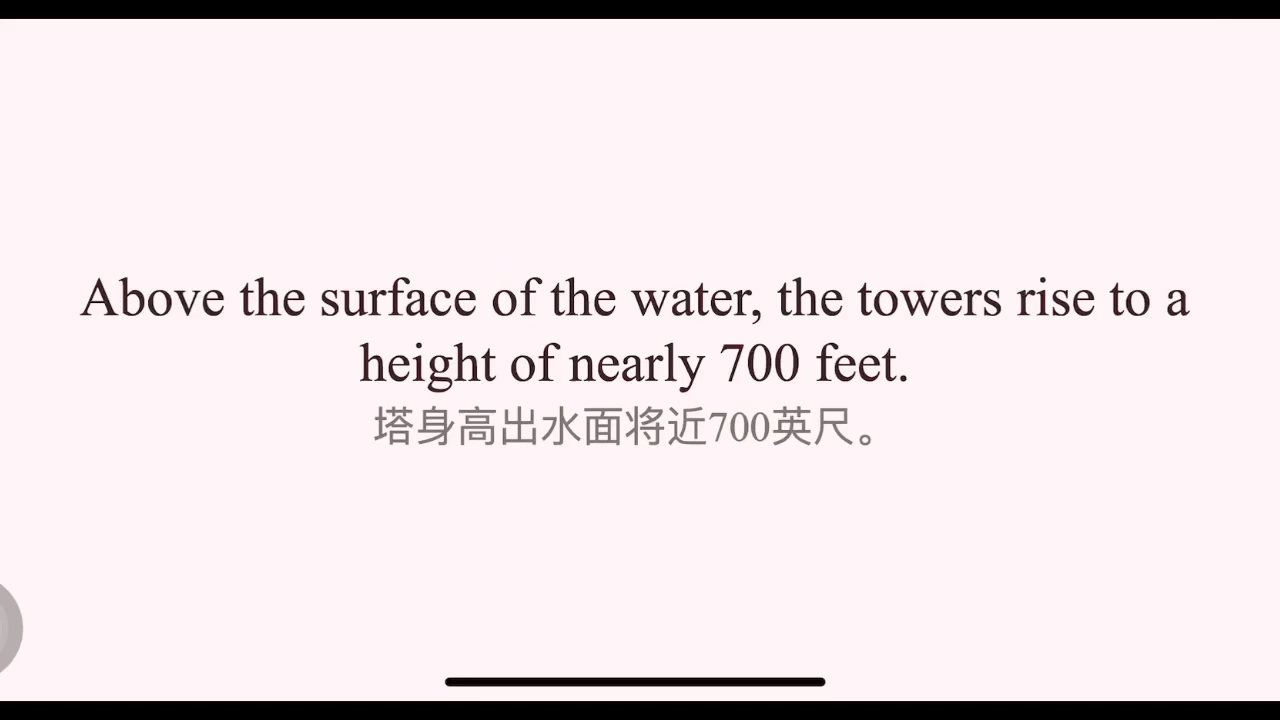 Above the surface of the water, the towers rise to a
height of nearly 700 feet.
塔身高出水面将近700英尺。